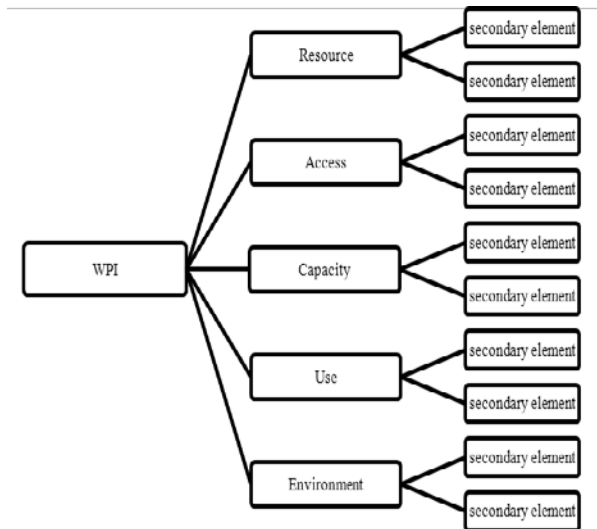 WPI
Resource
secondary element
secondary element
Access
secondary element
secondary element
Capacity
secondary element
secondary element
Use
secondary element
secondary element
Environment
secondary element
secondary element